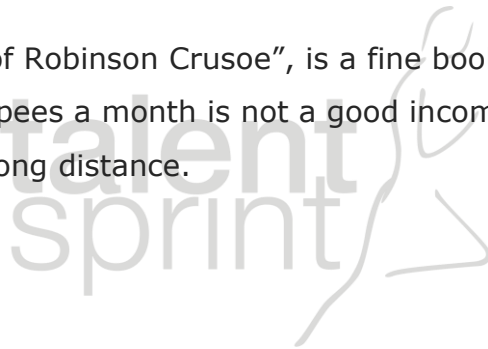 of Robinson Crusoe”, is a fine boo
pees a month is not a good incom
ong distance.
talent
sprint